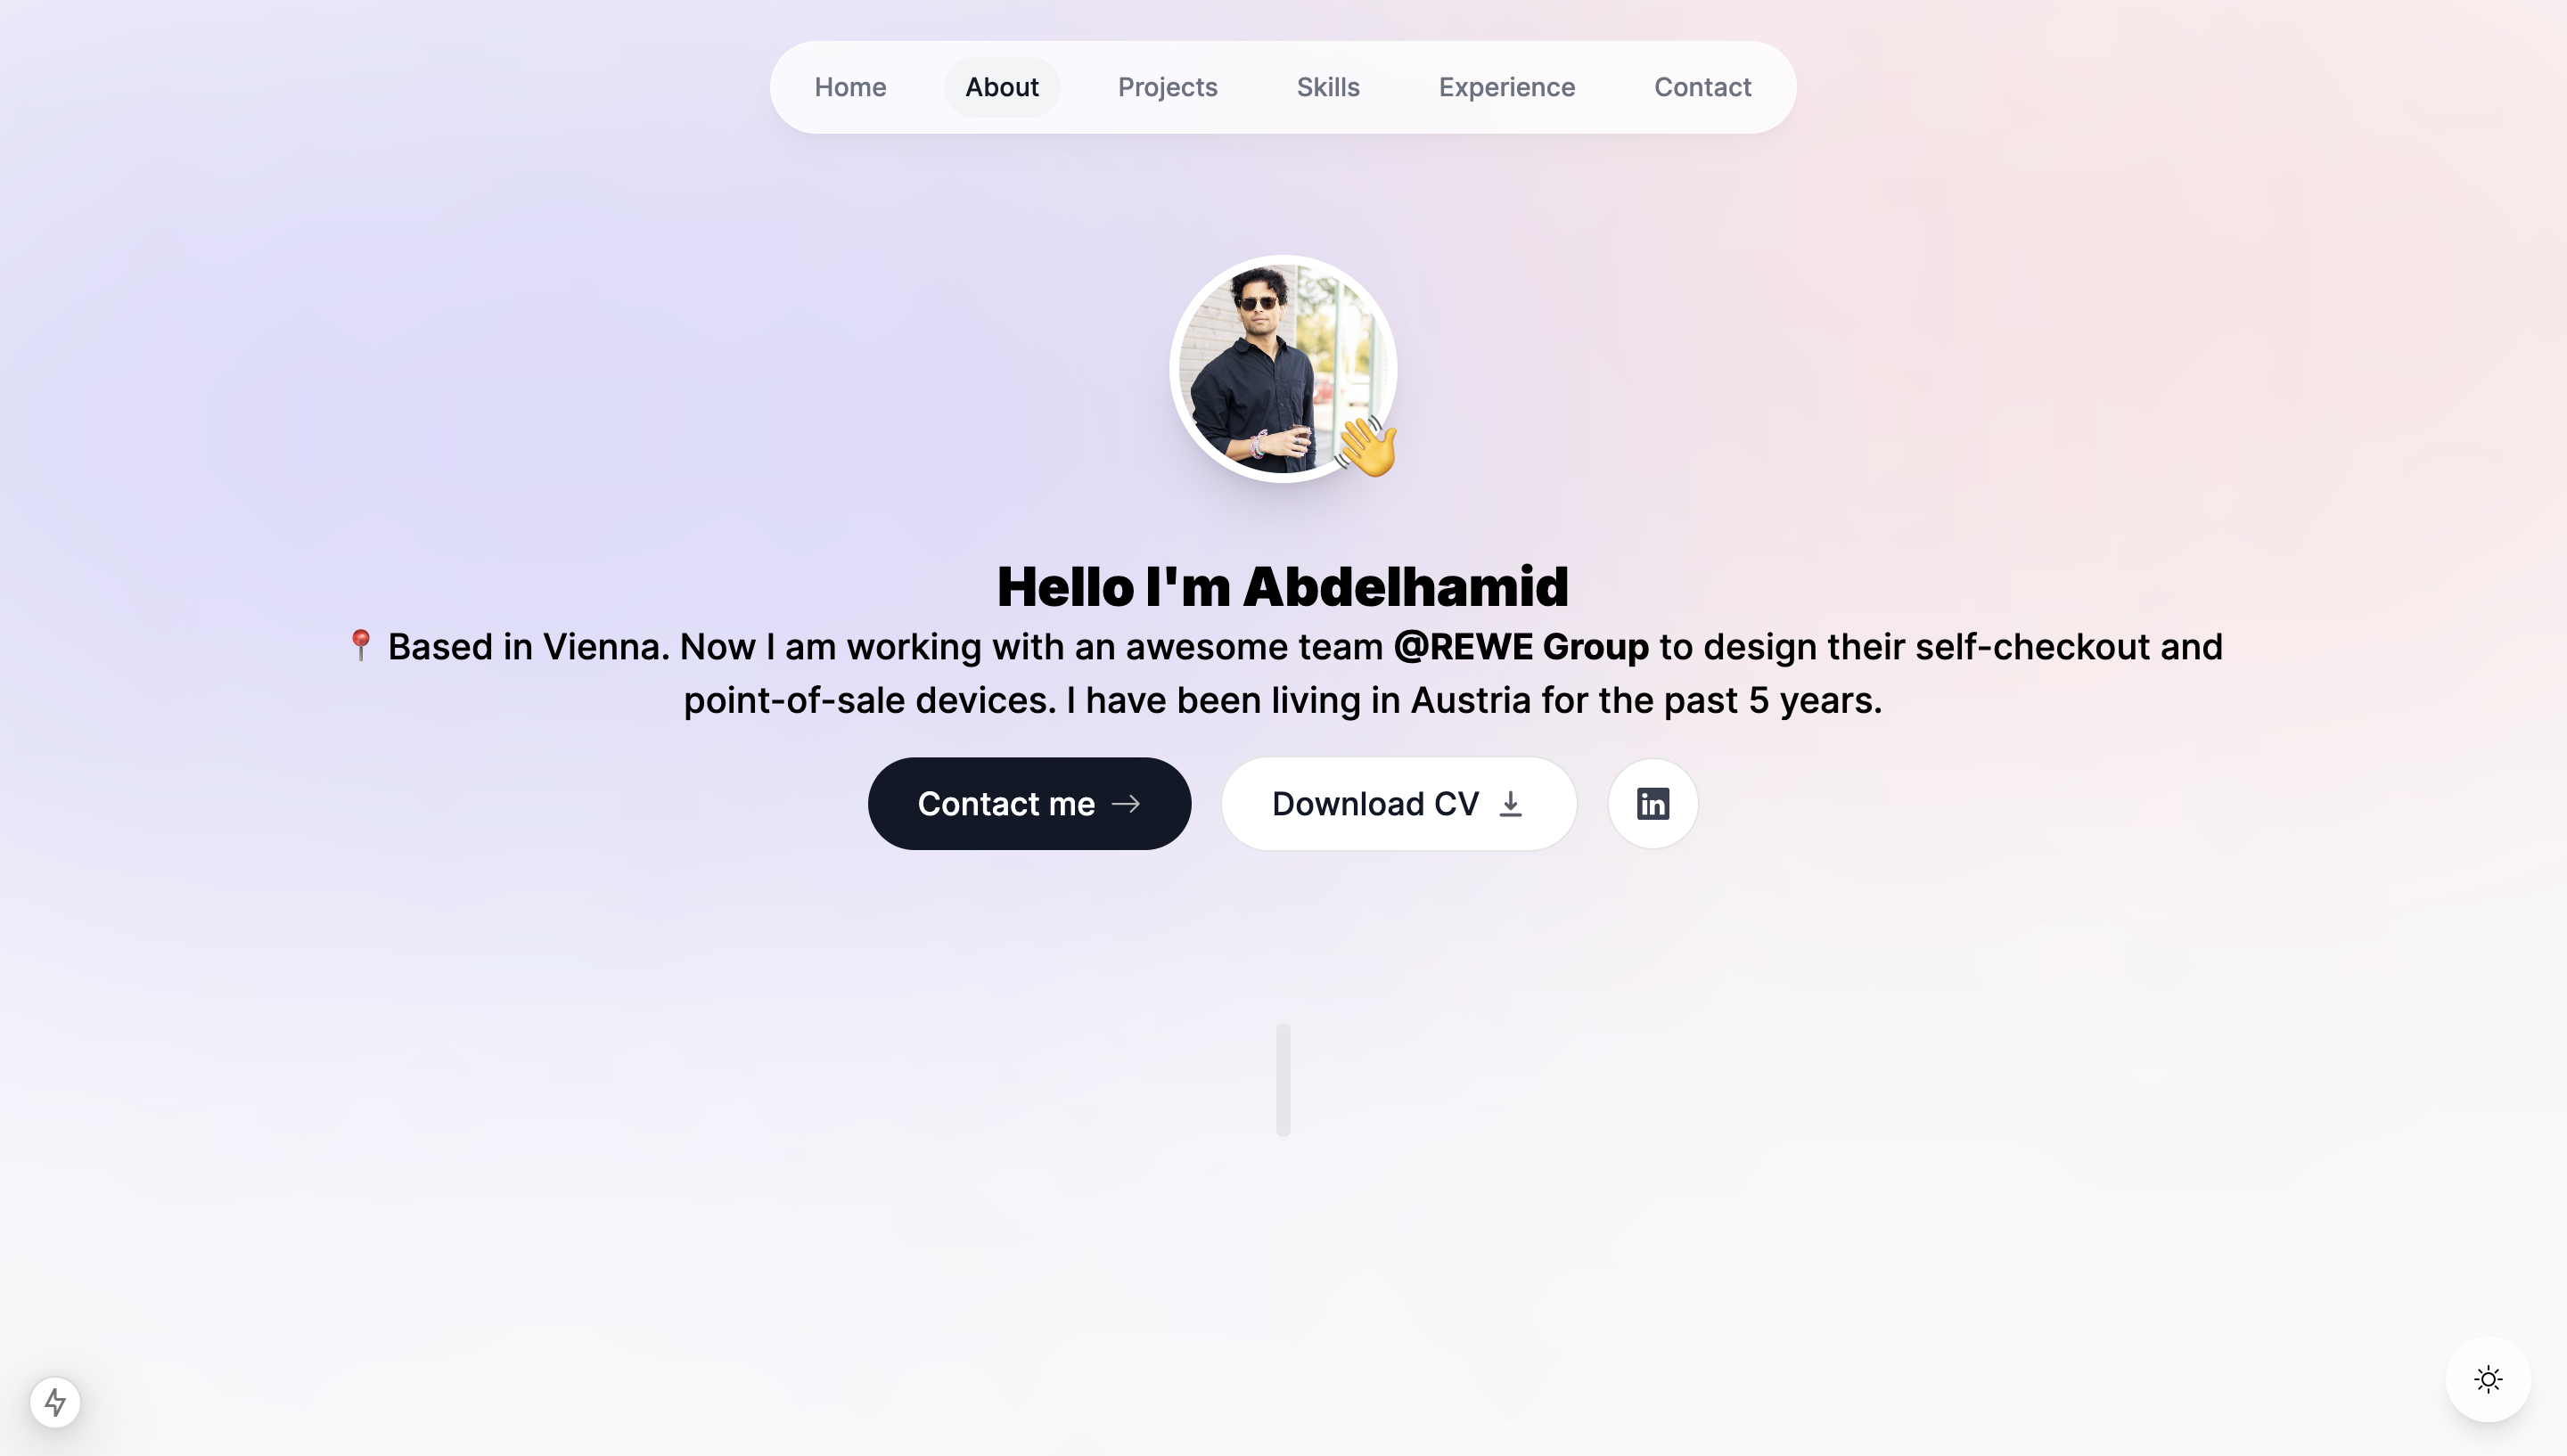 Home About Projects Skills Experience Contact
Hello I'm Abdelhamid
📍 Based in Vienna. Now I am working with an awesome team @REWE Group to design their self-checkout and
point-of-sale devices. I have been living in Austria for the past 5 years.
Contact me → Download CV in